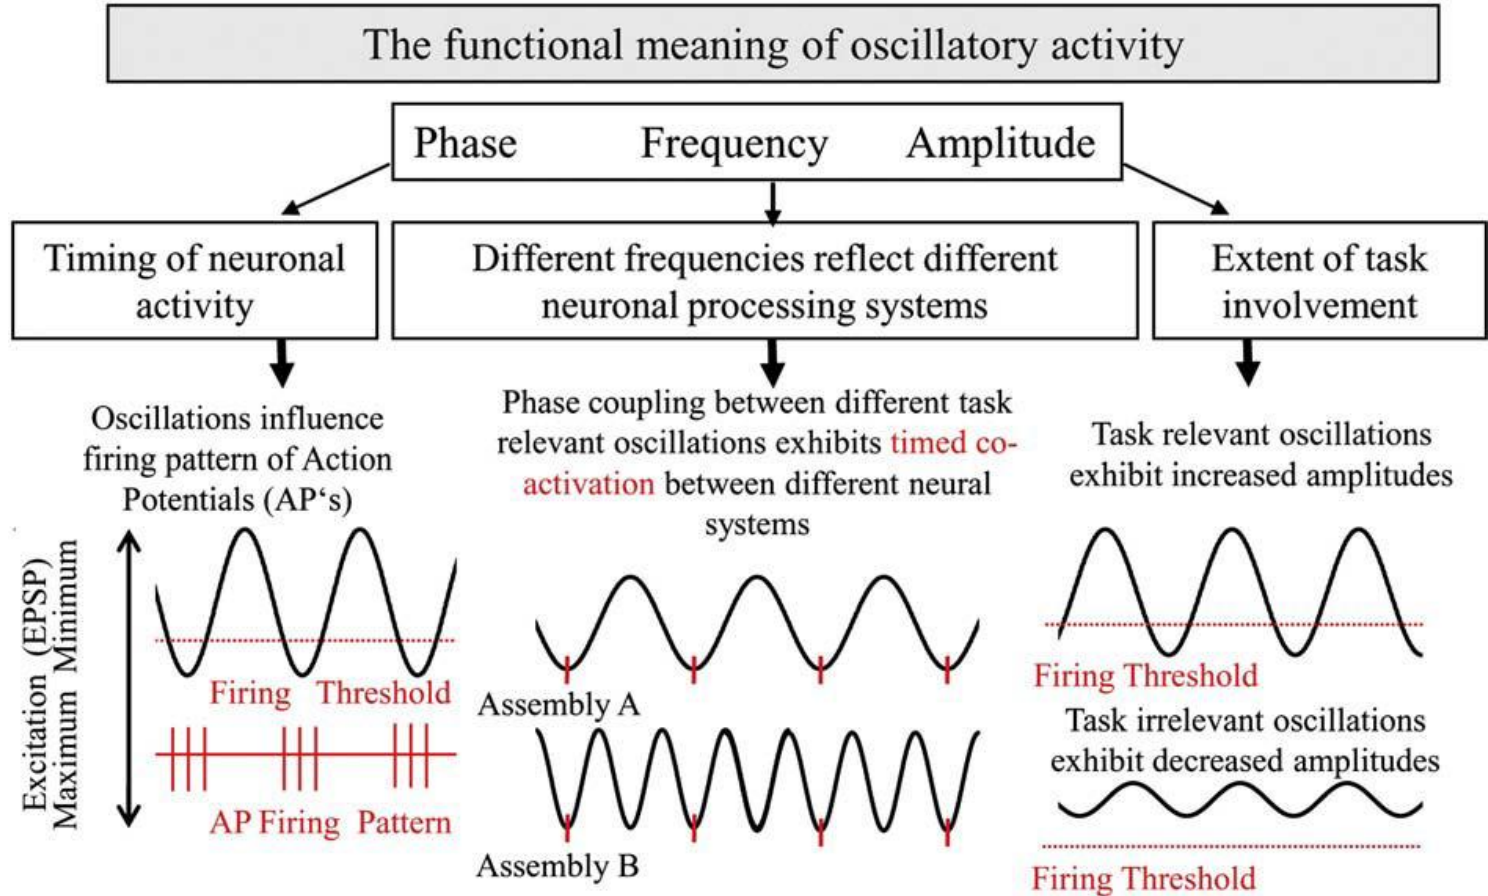 The functional meaning of oscillatory activity
Phase Frequency Amplitude
Timing of neuronal
activity
Different frequencies reflect different
neuronal processing systems
Extent of task
involvement
Oscillations influence
firing pattern of Action
Potentials (AP‘s)
Excitation (EPSP)
Maximum Minimum
Firing Threshold
AP Firing Pattern
Phase coupling between different task
relevant oscillations exhibits timed co-
activation between different neural
systems
Assembly A
Assembly B
Task relevant oscillations
exhibit increased amplitudes
Firing Threshold
Task irrelevant oscillations
exhibit decreased amplitudes
Firing Threshold